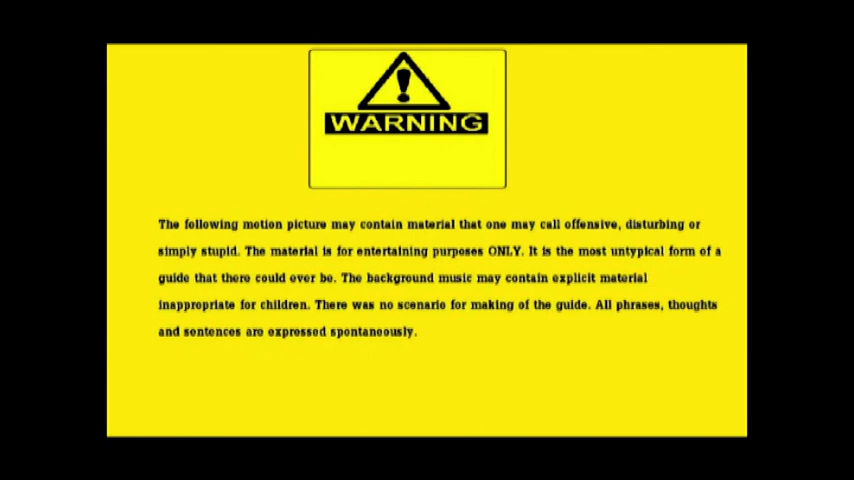 WARNING
The following motion picture may contain material that one may call offensive, disturbing or
simply stupid. The material is for entertaining purposes ONLY. It is the most untypical form of a
guide that there could ever be. The background music may contain explicit material
inappropriate for children. There was no scenario for making of the guide. All phrases, thoughts
and sentences are expressed spontaneously.